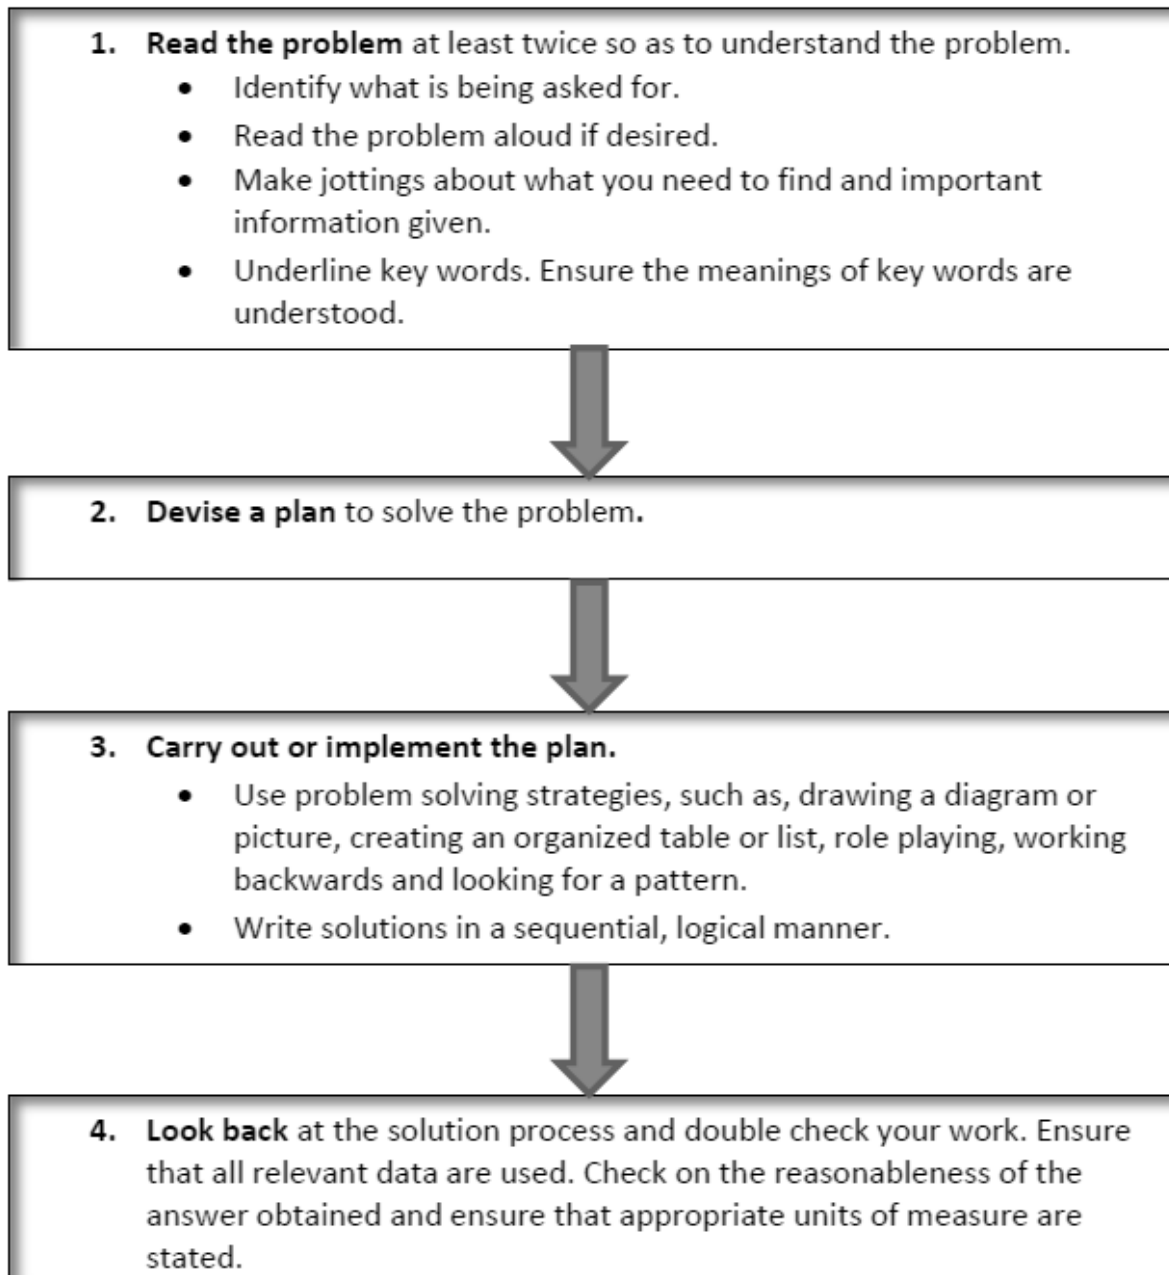 1. Read the problem at least twice so as to understand the problem.
• Identify what is being asked for.
• Read the problem aloud if desired.
• Make jottings about what you need to find and important
information given.
• Underline key words. Ensure the meanings of key words are
understood.
2. Devise a plan to solve the problem.
3. Carry out or implement the plan.
• Use problem solving strategies, such as, drawing a diagram or
picture, creating an organized table or list, role playing, working
backwards and looking for a pattern.
• Write solutions in a sequential, logical manner.
4. Look back at the solution process and double check your work. Ensure
that all relevant data are used. Check on the reasonableness of the
answer obtained and ensure that appropriate units of measure are
stated.